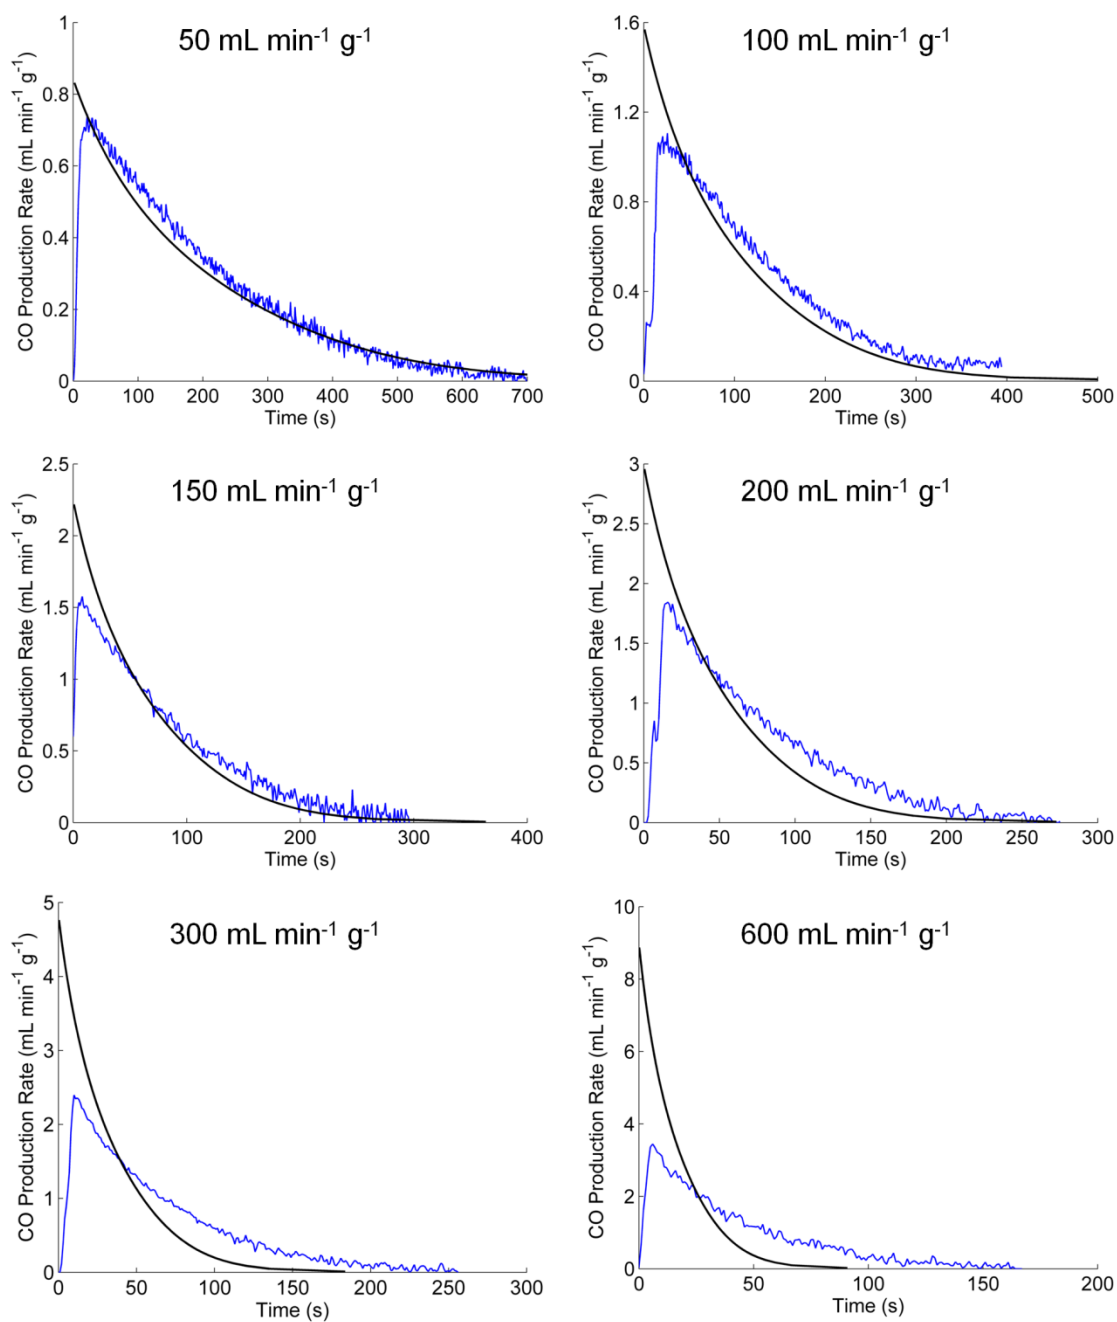 50 mL min⁻¹ g⁻¹
CO Production Rate (mL min⁻¹ g⁻¹)
1
0.8
0.6
0.4
0.2
0
0 100 200 300 400 500 600 700
Time (s)
100 mL min⁻¹ g⁻¹
CO Production Rate (mL min⁻¹ g⁻¹)
1.6
1.2
0.8
0.4
0
0 100 200 300 400 500
Time (s)
150 mL min⁻¹ g⁻¹
CO Production Rate (mL min⁻¹ g⁻¹)
2.5
2
1.5
1
0.5
0
0 100 200 300 400
Time (s)
200 mL min⁻¹ g⁻¹
CO Production Rate (mL min⁻¹ g⁻¹)
3
2.5
2
1.5
1
0.5
0
0 50 100 150 200 250 300
Time (s)
300 mL min⁻¹ g⁻¹
CO Production Rate (mL min⁻¹ g⁻¹)
5
4
3
2
1
0
0 50 100 150 200 250 300
Time (s)
600 mL min⁻¹ g⁻¹
CO Production Rate (mL min⁻¹ g⁻¹)
10
8
6
4
2
0
0 50 100 150 200
Time (s)